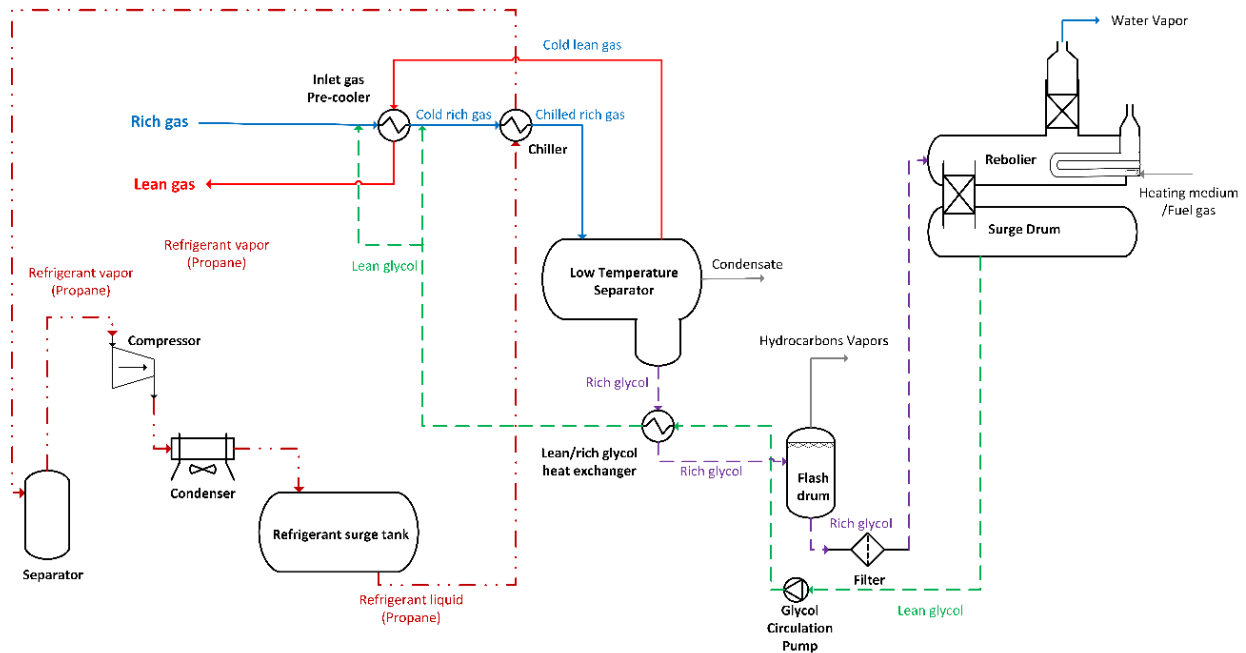 Cold lean gas
Water Vapor
Inlet gas
Pre-cooler
Rich gas
Cold rich gas
Chilled rich gas
Chiller
Rebolier
Lean gas
Heating medium
/Fuel gas
Surge Drum
Refrigerant vapor
(Propane)
Lean glycol
Refrigerant vapor
(Propane)
Low Temperature
Separator
Condensate
Compressor
Hydrocarbons Vapors
Rich glycol
Lean/rich glycol
heat exchanger
Rich glycol
Flash
drum
Condenser
Rich glycol
Refrigerant surge tank
Separator
Filter
Refrigerant liquid
(Propane)
Glycol
Circulation
Pump
Lean glycol